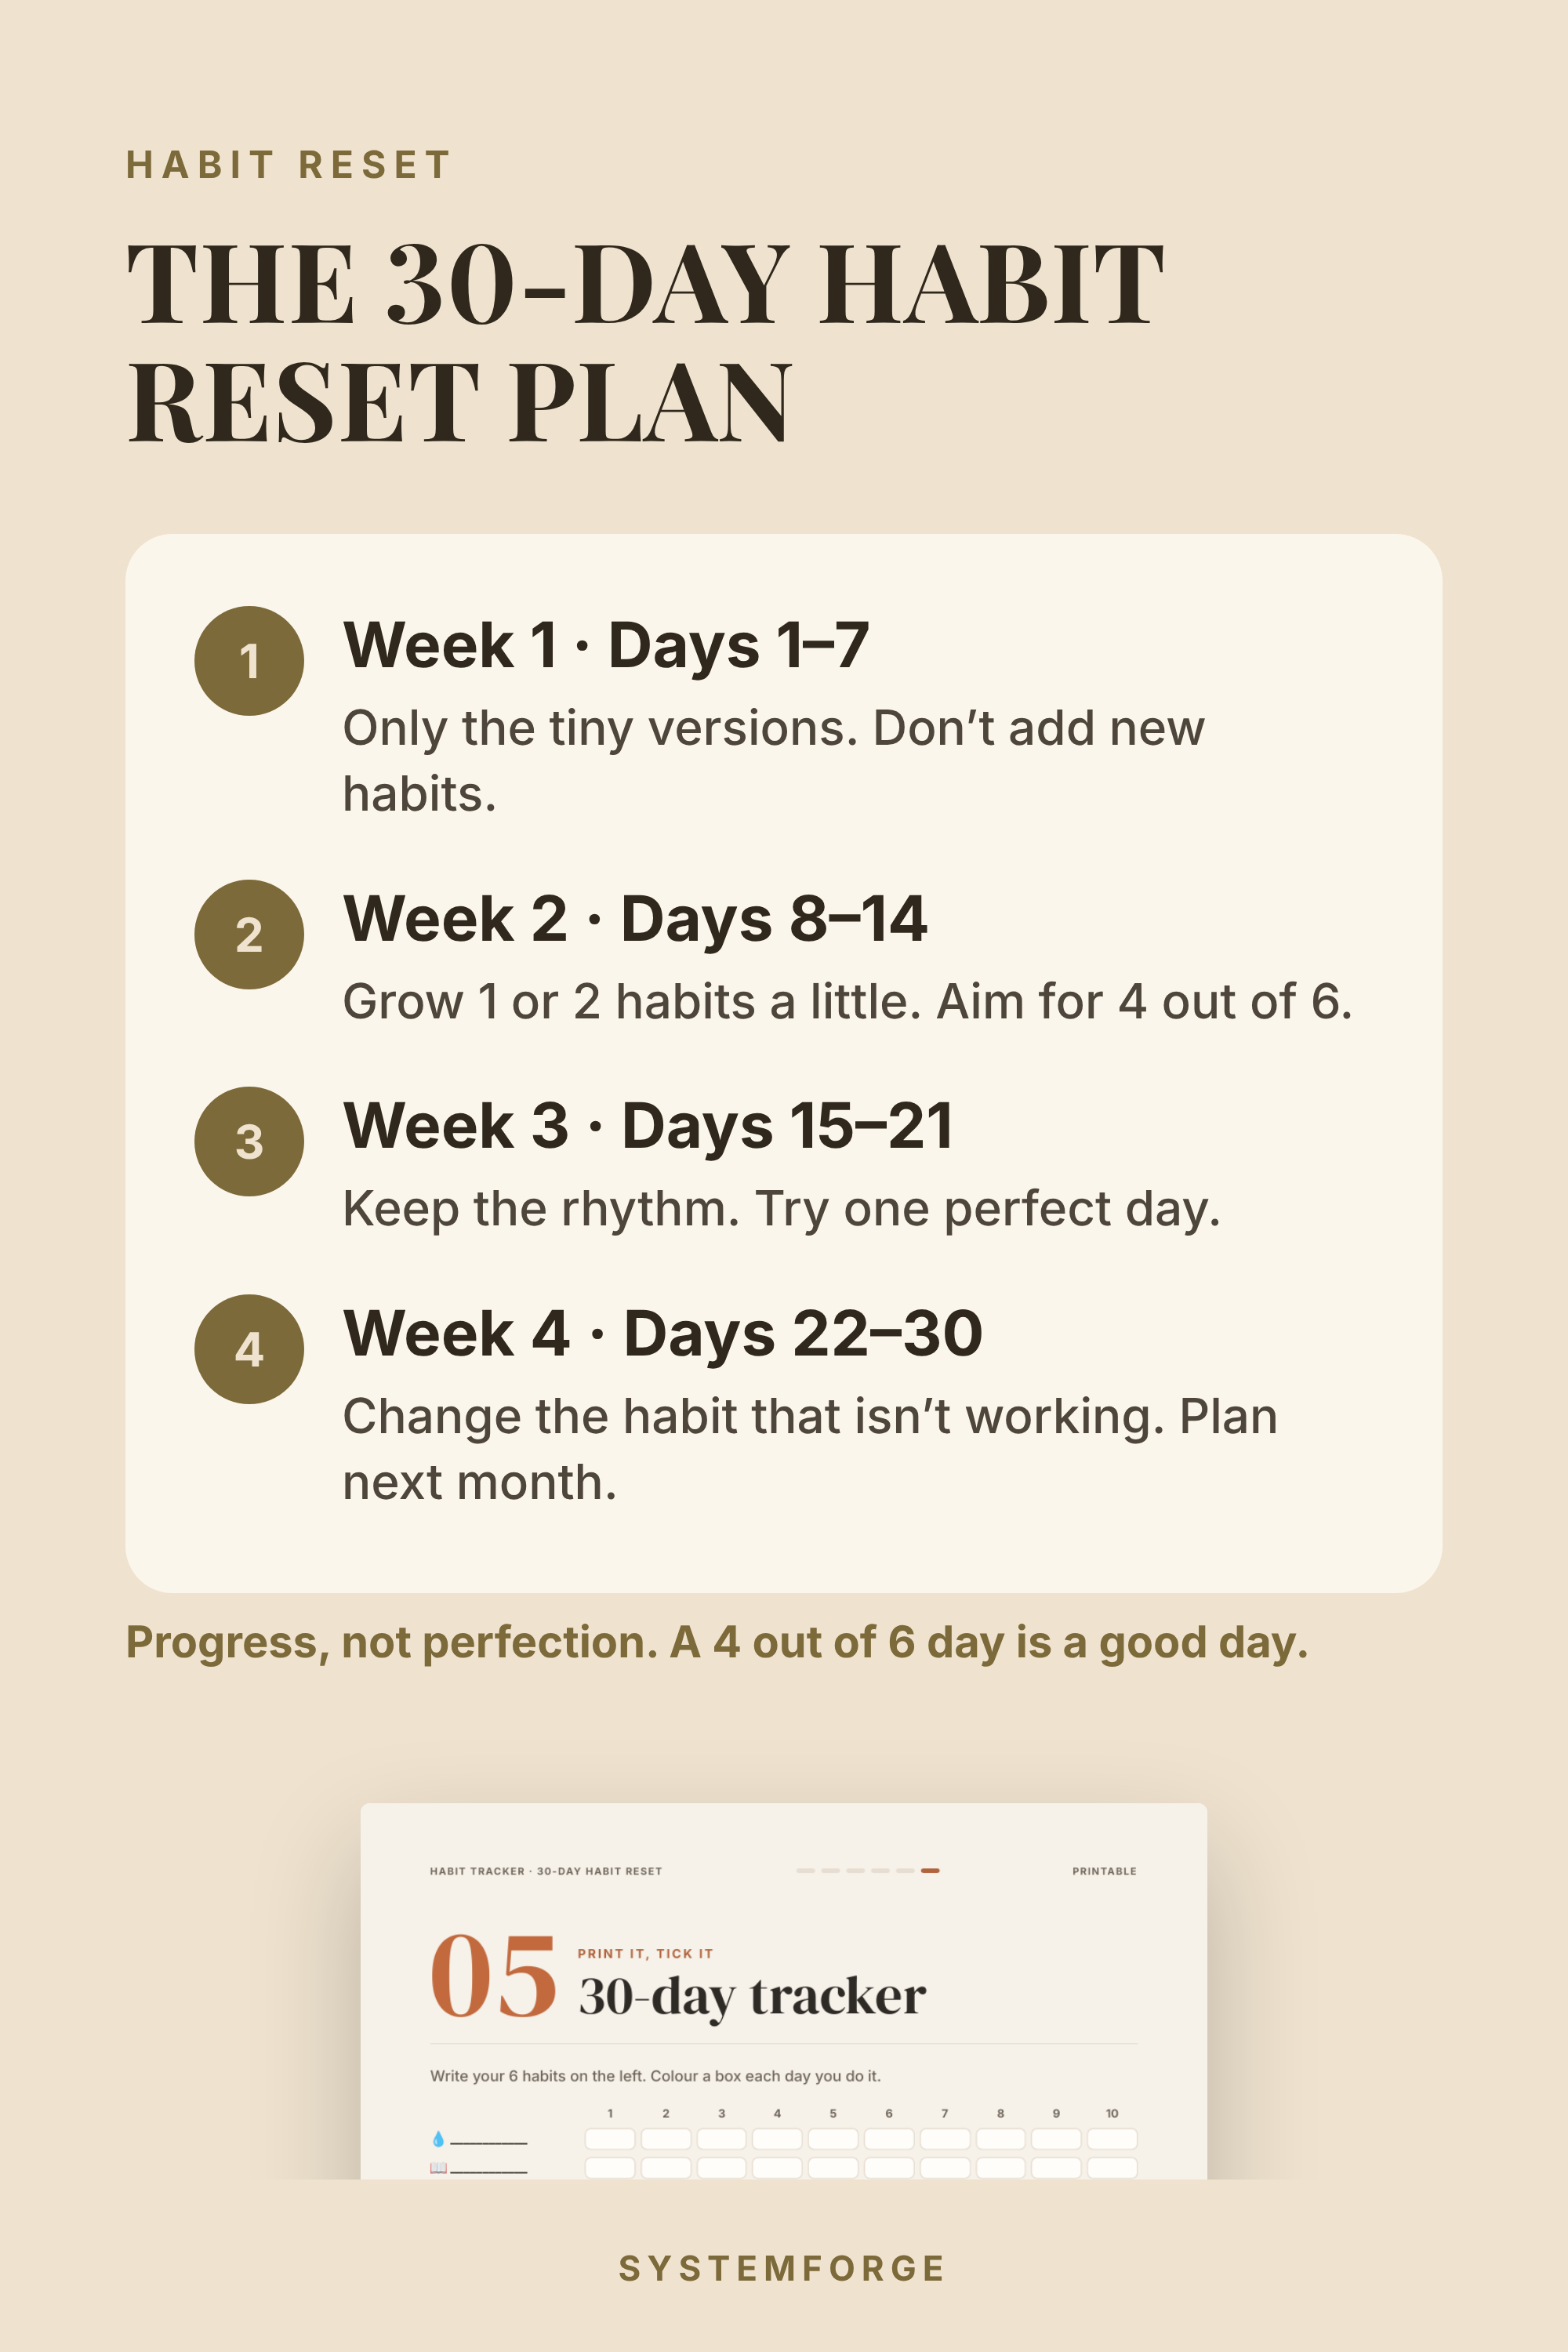 HABIT RESET
THE 30-DAY HABIT
RESET PLAN
1
Week 1 · Days 1–7
Only the tiny versions. Don’t add new
habits.
2
Week 2 · Days 8–14
Grow 1 or 2 habits a little. Aim for 4 out of 6.
3
Week 3 · Days 15–21
Keep the rhythm. Try one perfect day.
4
Week 4 · Days 22–30
Change the habit that isn’t working. Plan
next month.
Progress, not perfection. A 4 out of 6 day is a good day.
HABIT TRACKER · 30-DAY HABIT RESET
PRINTABLE
05
PRINT IT, TICK IT
30-day tracker
Write your 6 habits on the left. Colour a box each day you do it.
1 2 3 4 5 6 7 8 9 10
SYSTEMFORGE